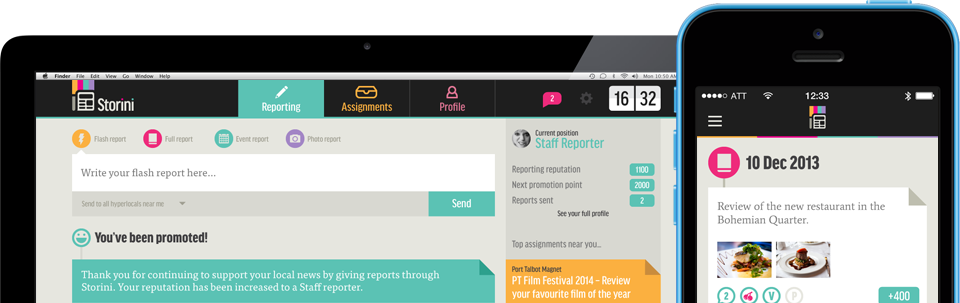 Finder File Edit View Go Window Help
Mon 10:50 AM
Storini
Reporting
Assignments
Profile
2
16 32
Flash report
Full report
Event report
Photo report
Write your flash report here...
Send to all hyperlocals near me
Send
You've been promoted!
Thank you for continuing to support your local news by giving reports through
Storini. Your reputation has been increased to a Staff reporter.
Current position
Staff Reporter
Reporting reputation 1100
Next promotion point 2000
Reports sent 2
See your full profile
Top assignments near you...
Port Talbot Magnet
PT Film Festival 2014 – Review
your favourite film of the year
ATT
12:33
10 Dec 2013
Review of the new restaurant in the
Bohemian Quarter.
2 V P
+400